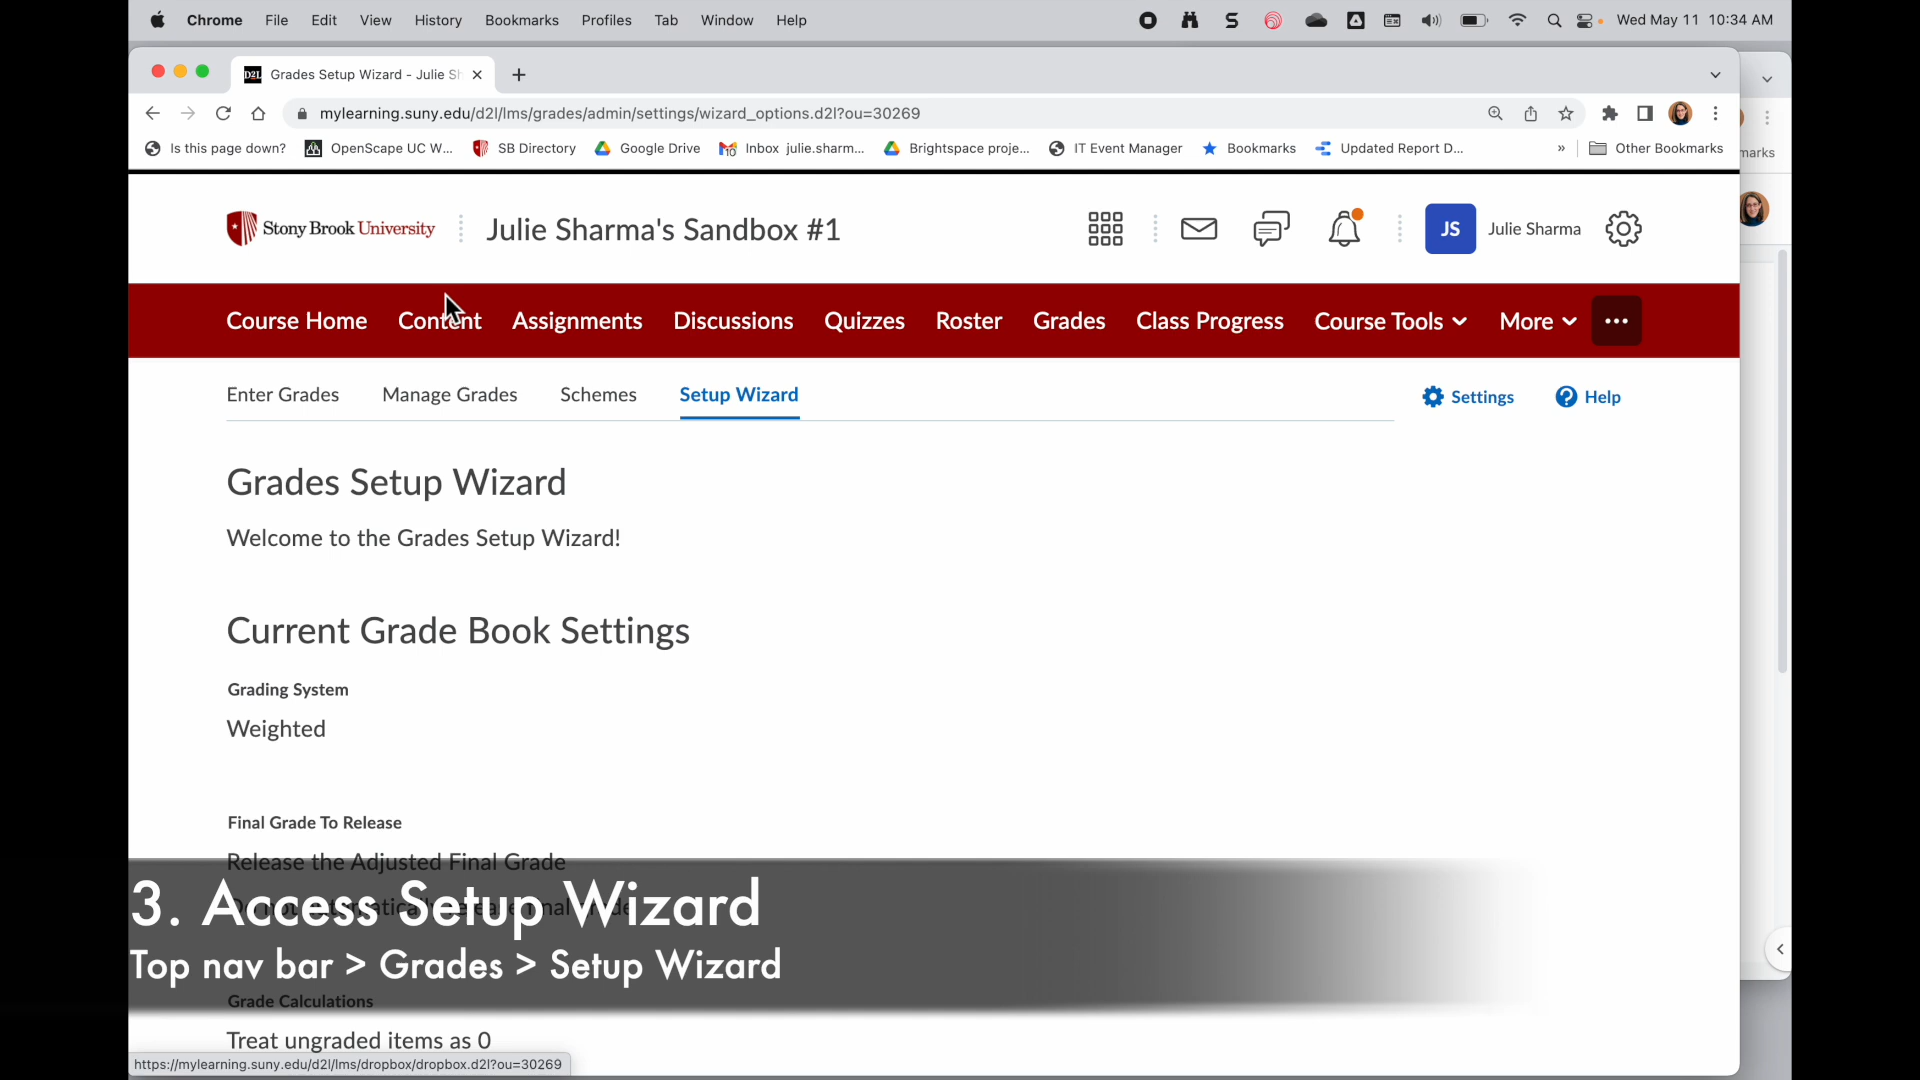 Chrome File Edit View History Bookmarks Profiles Tab Window Help
Wed May 11 10:34 AM
D2L Grades Setup Wizard - Julie Sh
mylearning.suny.edu/d2l/lms/grades/admin/settings/wizard_options.d2l?ou=30269
Is this page down? OpenScape UC W... SB Directory Google Drive Inbox julie.sharm... Brightspace proje... IT Event Manager Bookmarks Updated Report D... » Other Bookmarks
marks
Stony Brook University Julie Sharma's Sandbox #1
JS Julie Sharma
Course Home Content Assignments Discussions Quizzes Roster Grades Class Progress Course Tools More ...
Enter Grades Manage Grades Schemes Setup Wizard Settings Help
Grades Setup Wizard
Welcome to the Grades Setup Wizard!
Current Grade Book Settings
Grading System
Weighted
Final Grade To Release
Release the Adjusted Final Grade
3. Access Setup Wizard
Top nav bar > Grades > Setup Wizard
Grade Calculations
Treat ungraded items as 0
https://mylearning.suny.edu/d2l/lms/dropbox/dropbox.d2l?ou=30269